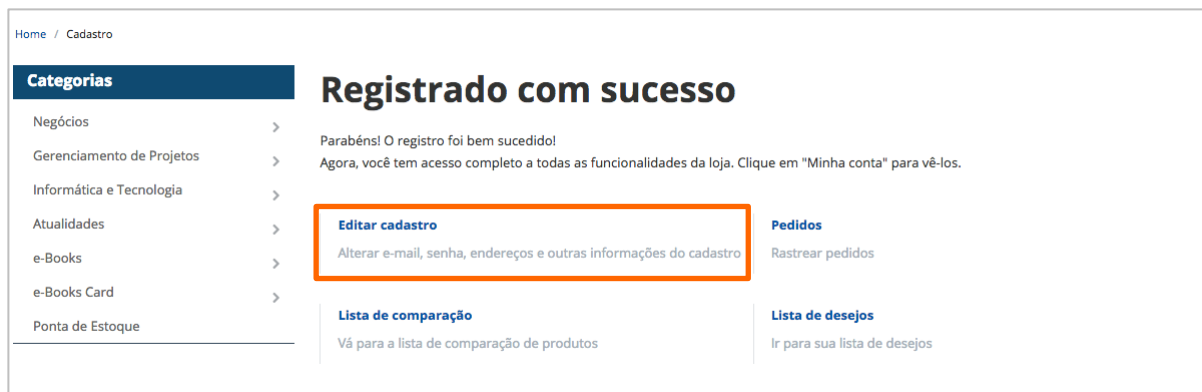 Home / Cadastro
Categorias
Negócios
Gerenciamento de Projetos
Informática e Tecnologia
Atualidades
e-Books
e-Books Card
Ponta de Estoque
Registrado com sucesso
Parabéns! O registro foi bem sucedido!
Agora, você tem acesso completo a todas as funcionalidades da loja. Clique em "Minha conta" para vê-los.
Editar cadastro
Alterar e-mail, senha, endereços e outras informações do cadastro
Pedidos
Rastrear pedidos
Lista de comparação
Vá para a lista de comparação de produtos
Lista de desejos
Ir para sua lista de desejos